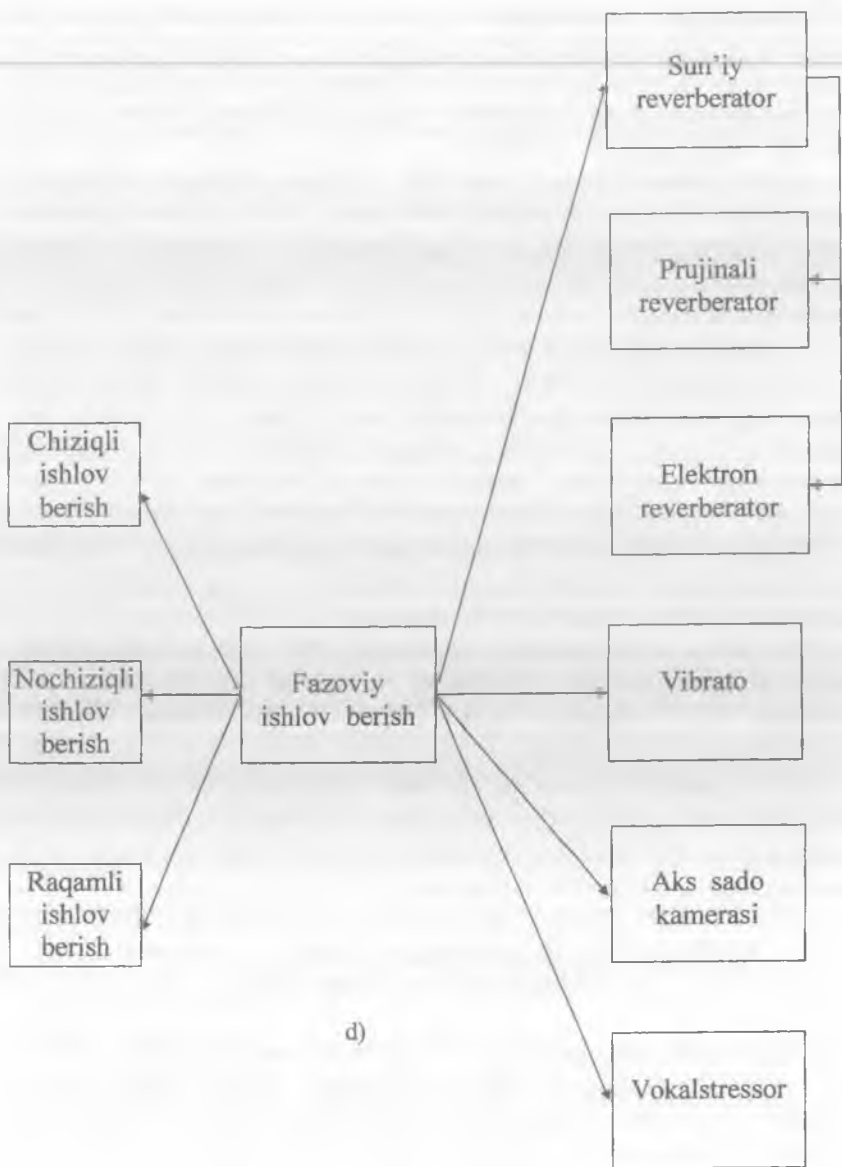 Sun’iy
reverberator
Prujinali
reverberator
Elektron
reverberator
Chiziqli
ishlov
berish
Nochiziqli
ishlov
berish
Fazoviy
ishlov berish
Vibrato
Raqamli
ishlov
berish
Aks sado
kamerasi
d)
Vokalstressor